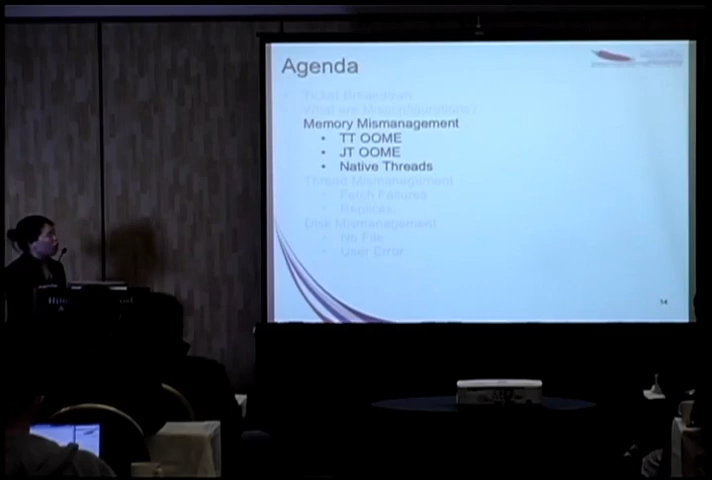 Agenda
Ticket Breakdown
What are Misconfigurations?
Memory Mismanagement
• TT OOME
• JT OOME
• Native Threads
Thread Mismanagement
• Fetch Failures
• Replicas
Disk Mismanagement
• No File
• User Error
14